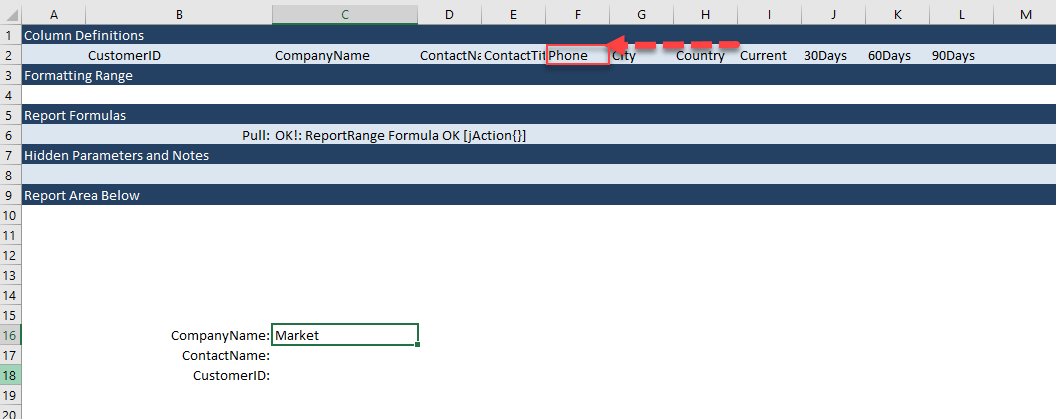 A B C D E F G H I J K L M
1 Column Definitions
2 CustomerID CompanyName ContactNa ContactTit Phone City Country Current 30Days 60Days 90Days
3 Formatting Range
4
5 Report Formulas
6 Pull: OK!: ReportRange Formula OK [jAction{}]
7 Hidden Parameters and Notes
8
9 Report Area Below
10
11
12
13
14
15
16 CompanyName: Market
17 ContactName:
18 CustomerID:
19
20